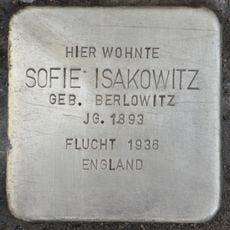 HIER WOHNTE
SOFIE ISAKOWITZ
GEB. BERLOWITZ
JG. 1893
FLUCHT 1936
ENGLAND